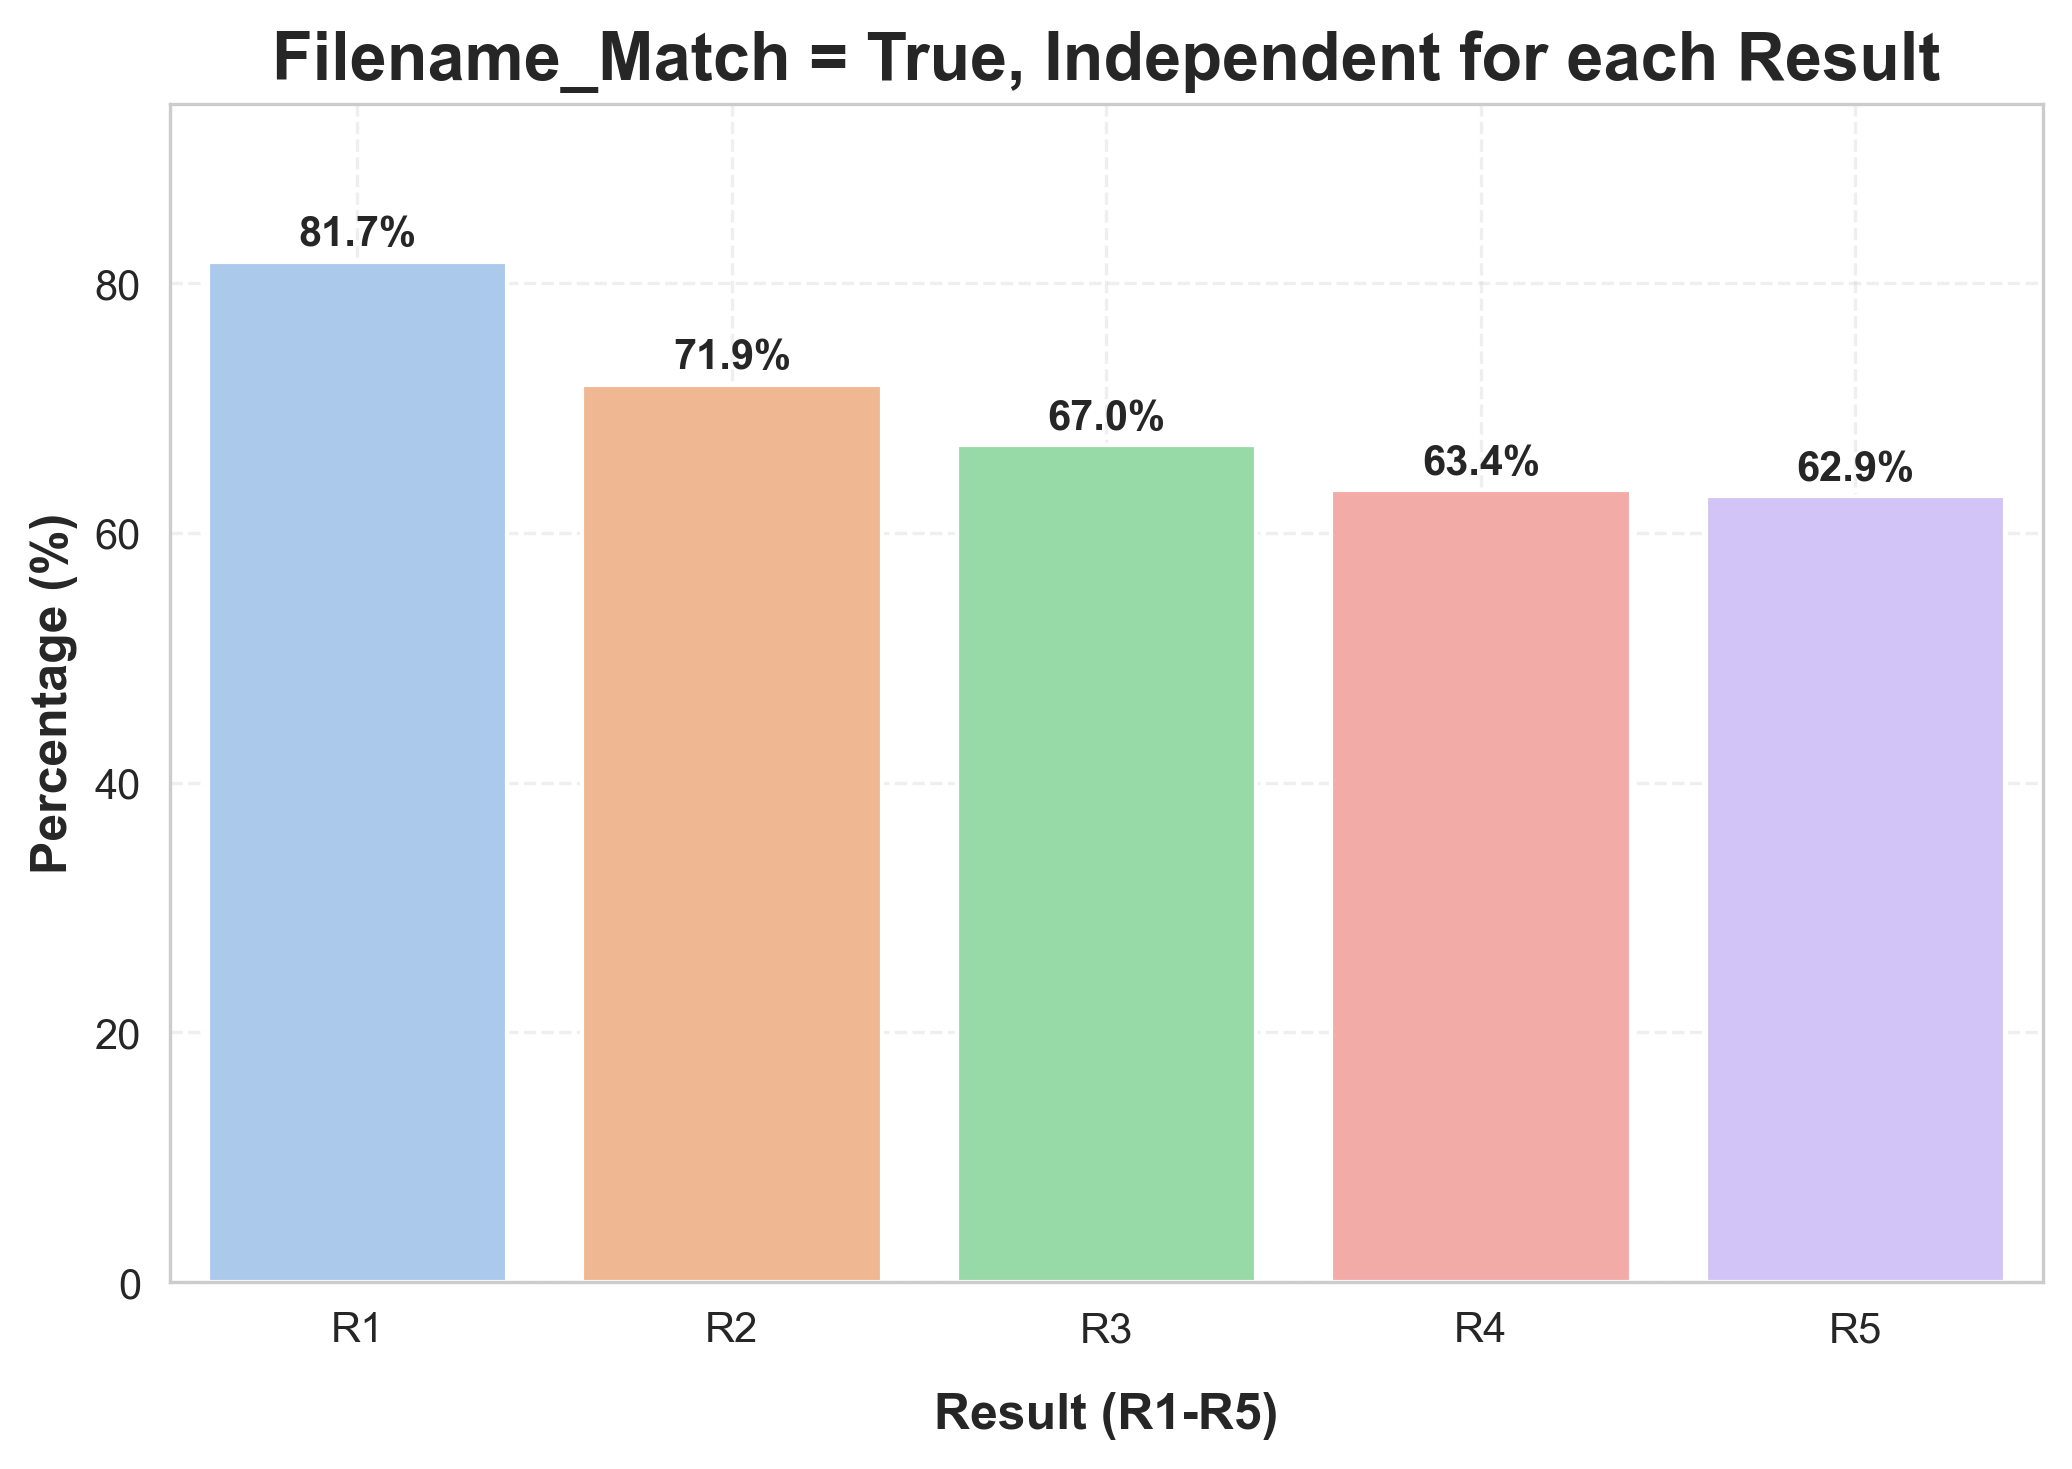 Filename_Match = True, Independent for each Result
81.7%
71.9%
67.0%
63.4%
62.9%
80
60
40
20
0
Percentage (%)
R1 R2 R3 R4 R5
Result (R1-R5)